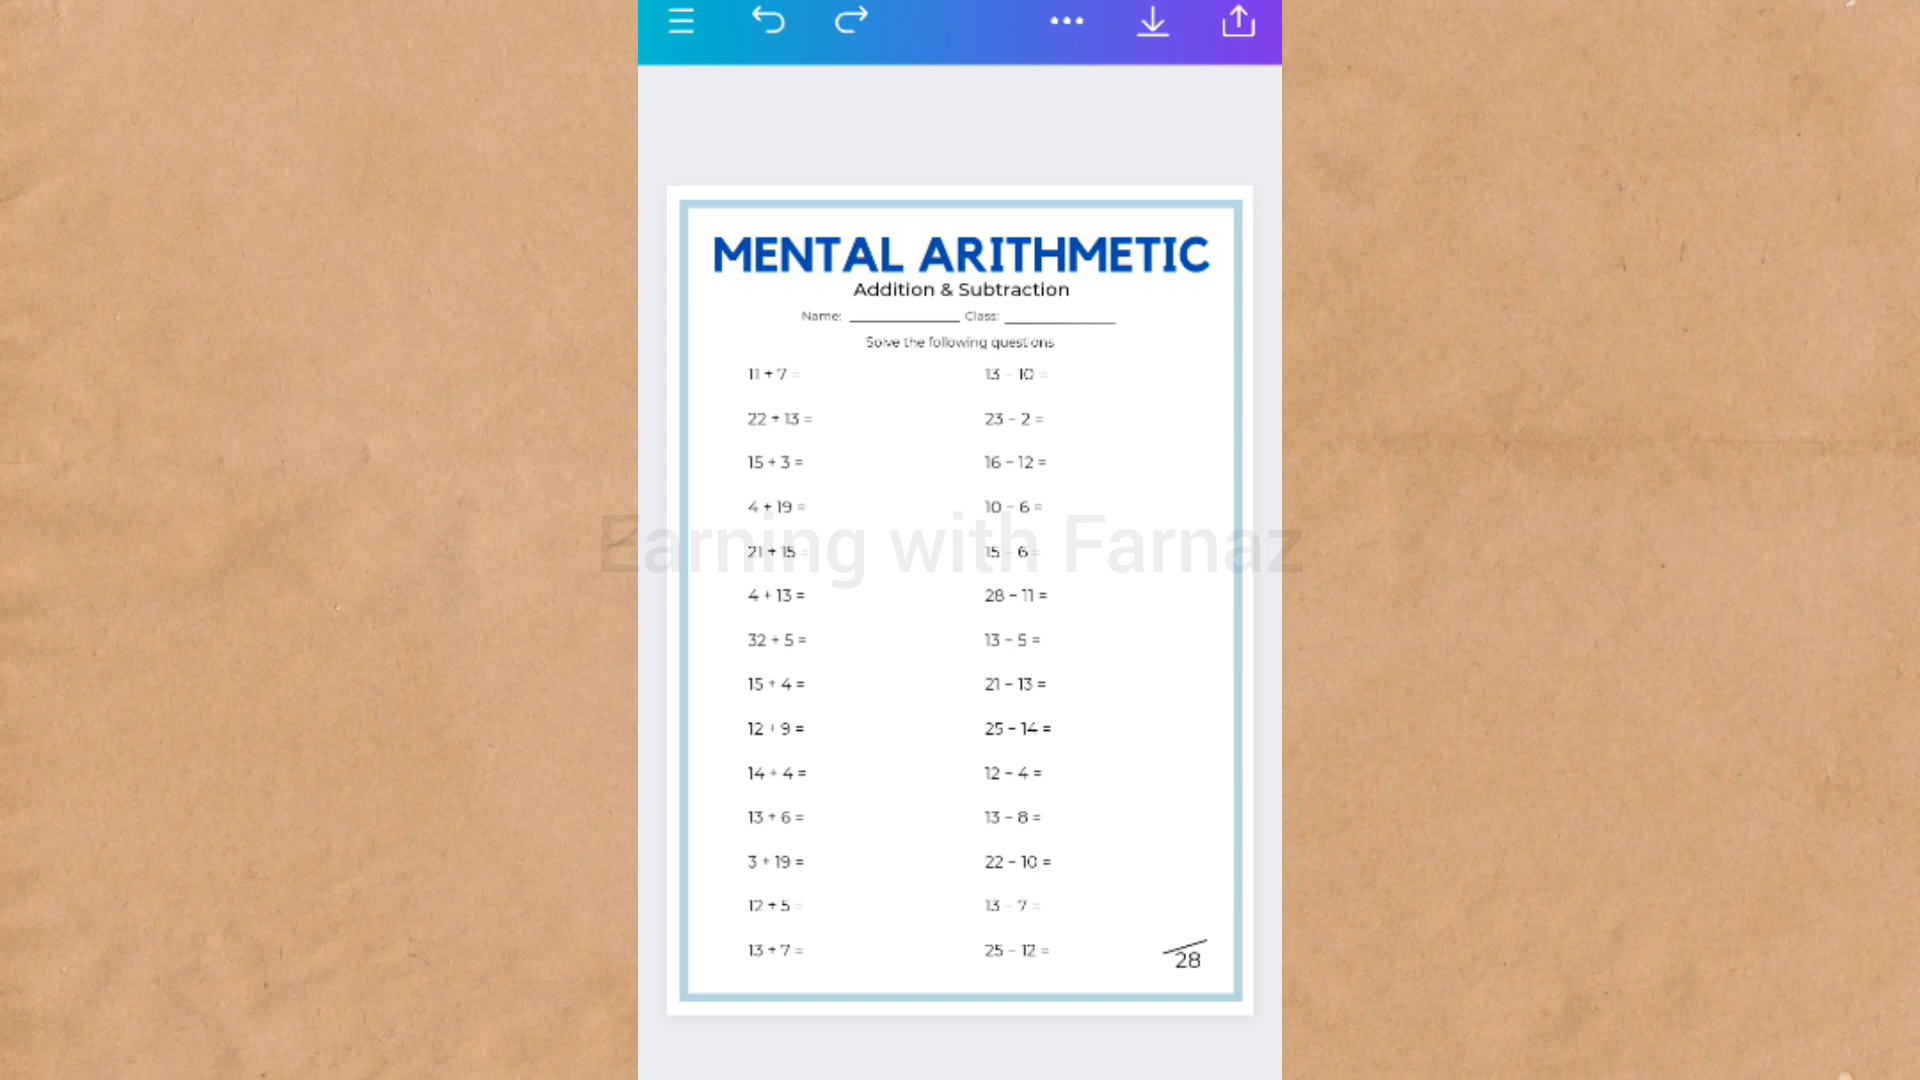 MENTAL ARITHMETIC
Addition & Subtraction
Name: ____________ Class: ____________
Solve the following questions
11 + 7 =
22 + 13 =
15 + 3 =
4 + 19 =
21 + 15 =
4 + 13 =
32 + 5 =
15 + 4 =
12 + 9 =
14 + 4 =
13 + 6 =
3 + 19 =
12 + 5 =
13 + 7 =
13 - 10 =
23 - 2 =
16 - 12 =
10 - 6 =
15 - 6 =
28 - 11 =
13 - 5 =
21 - 13 =
25 - 14 =
12 - 4 =
13 - 8 =
22 - 10 =
13 - 7 =
25 - 12 =
28
Earning with Farnaz